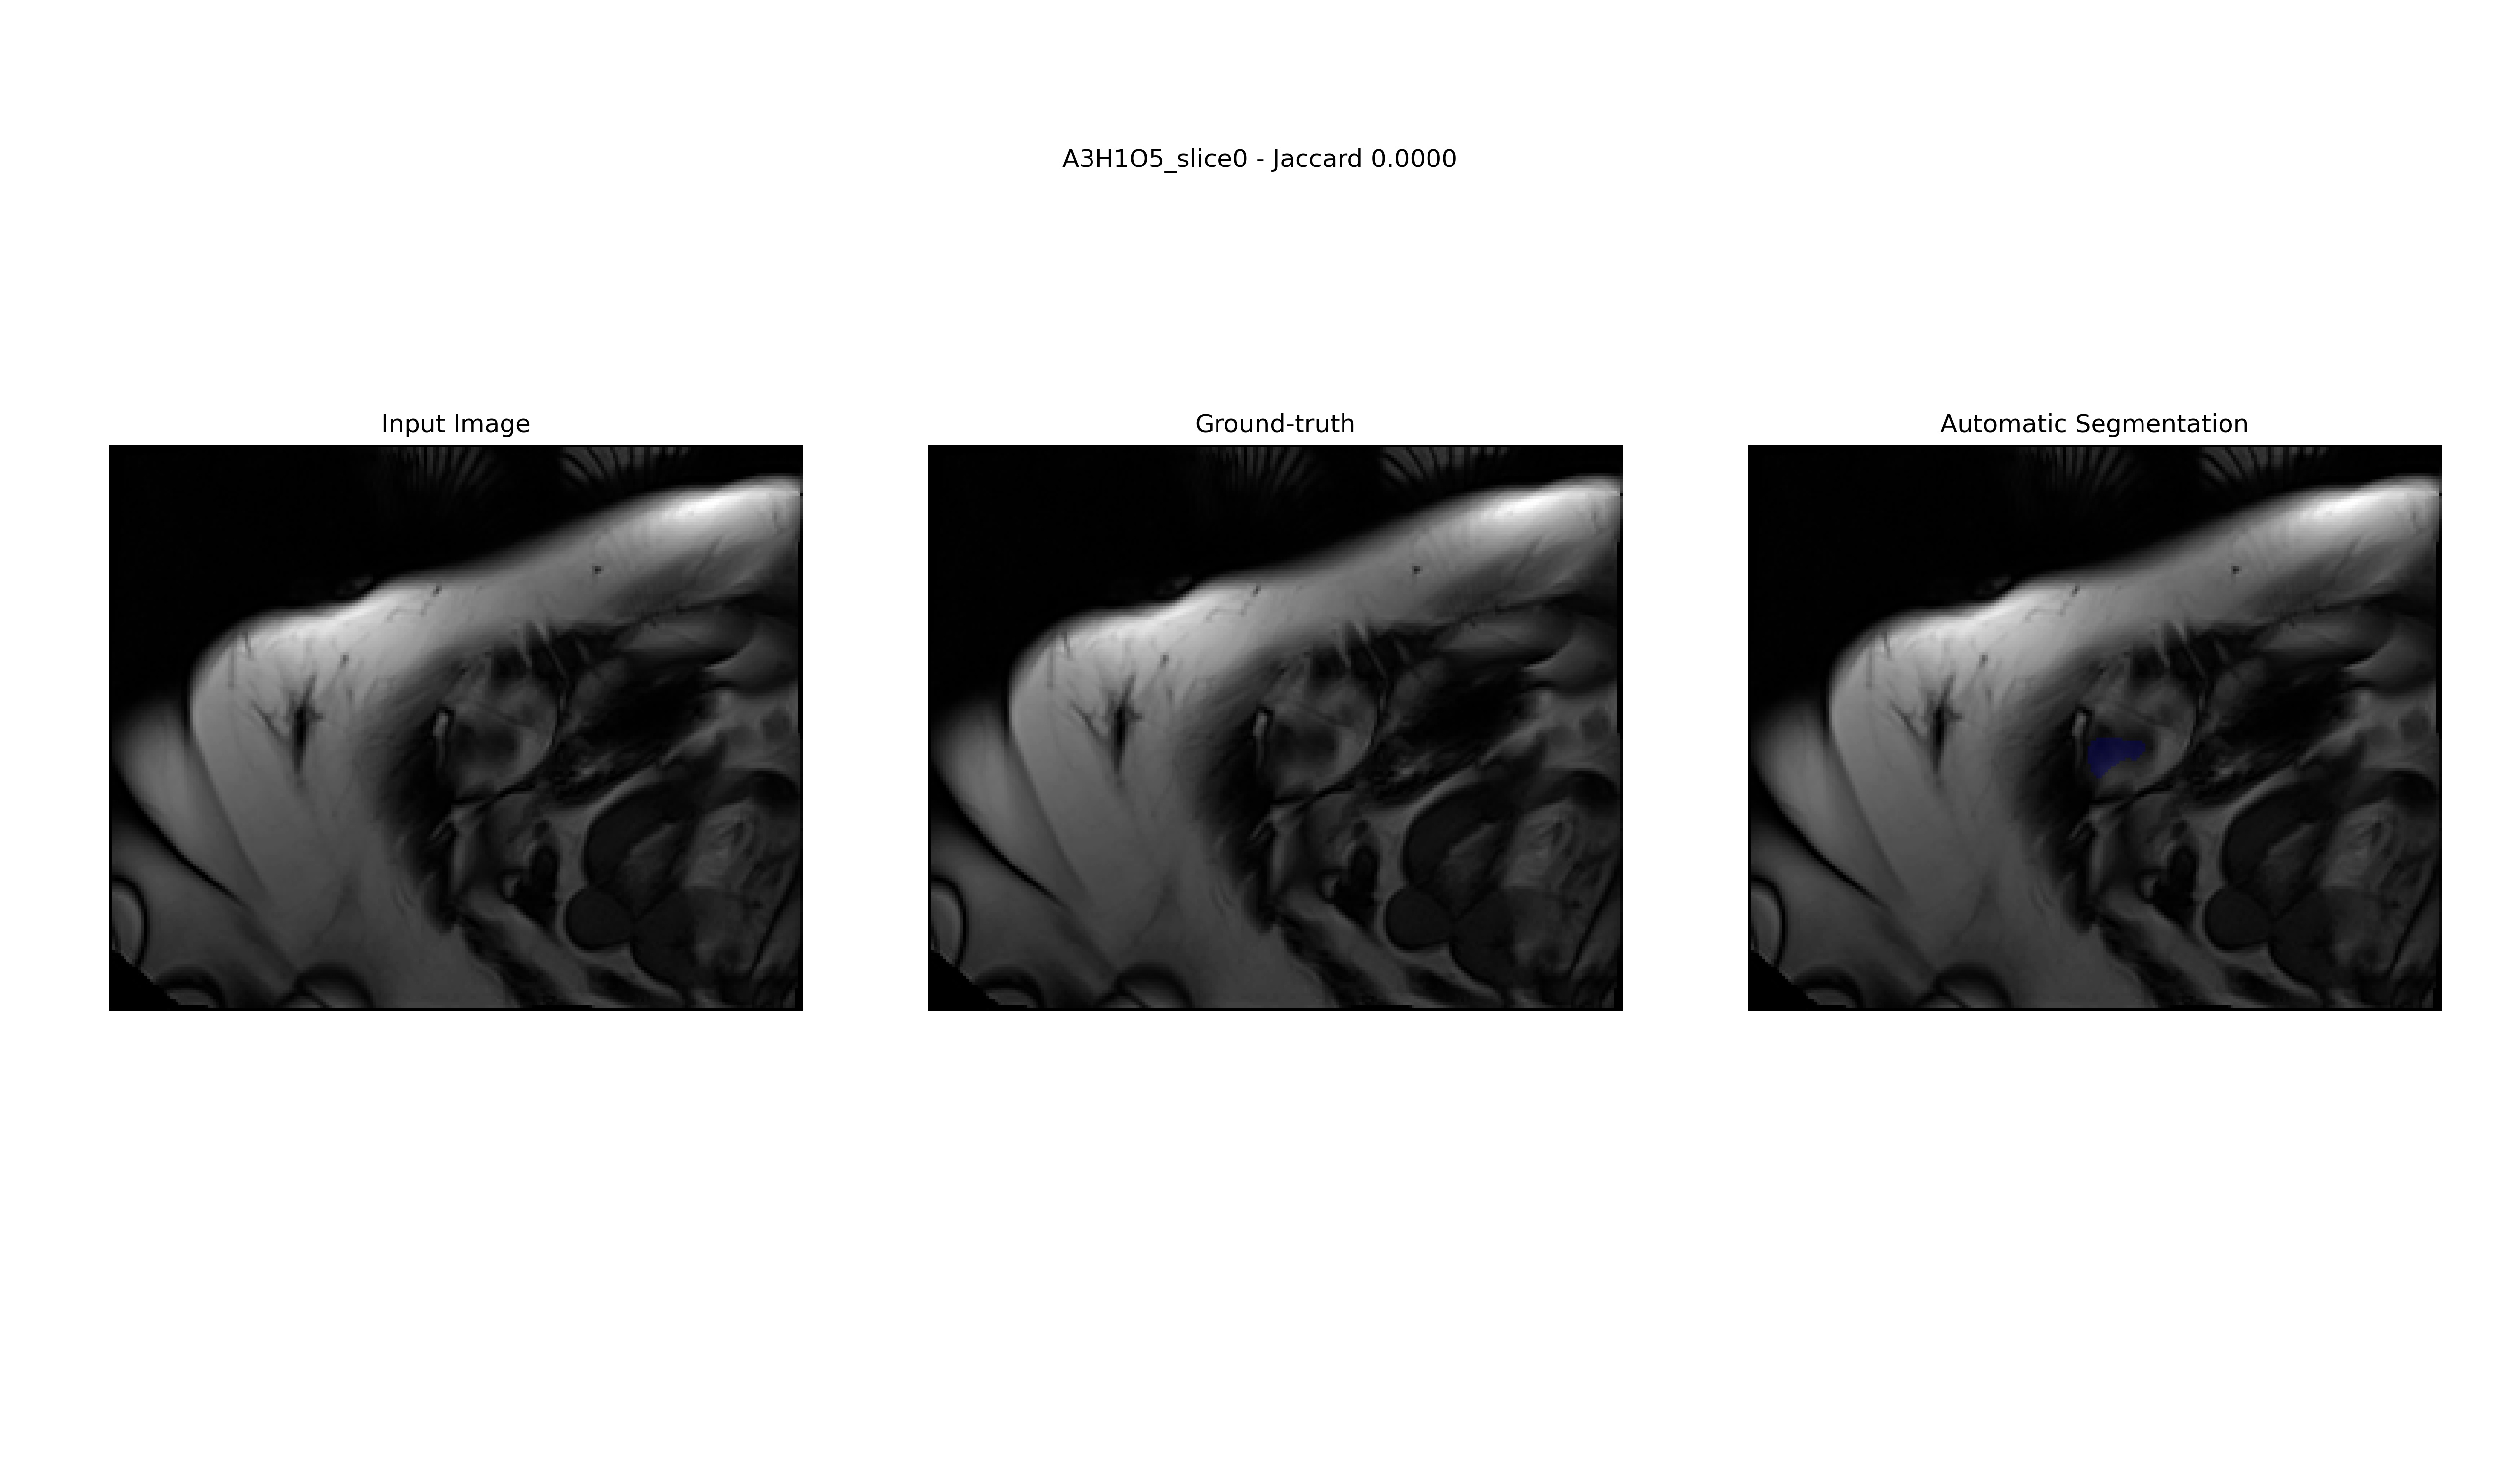 A3H1O5_slice0 - Jaccard 0.0000
Input Image
Ground-truth
Automatic Segmentation